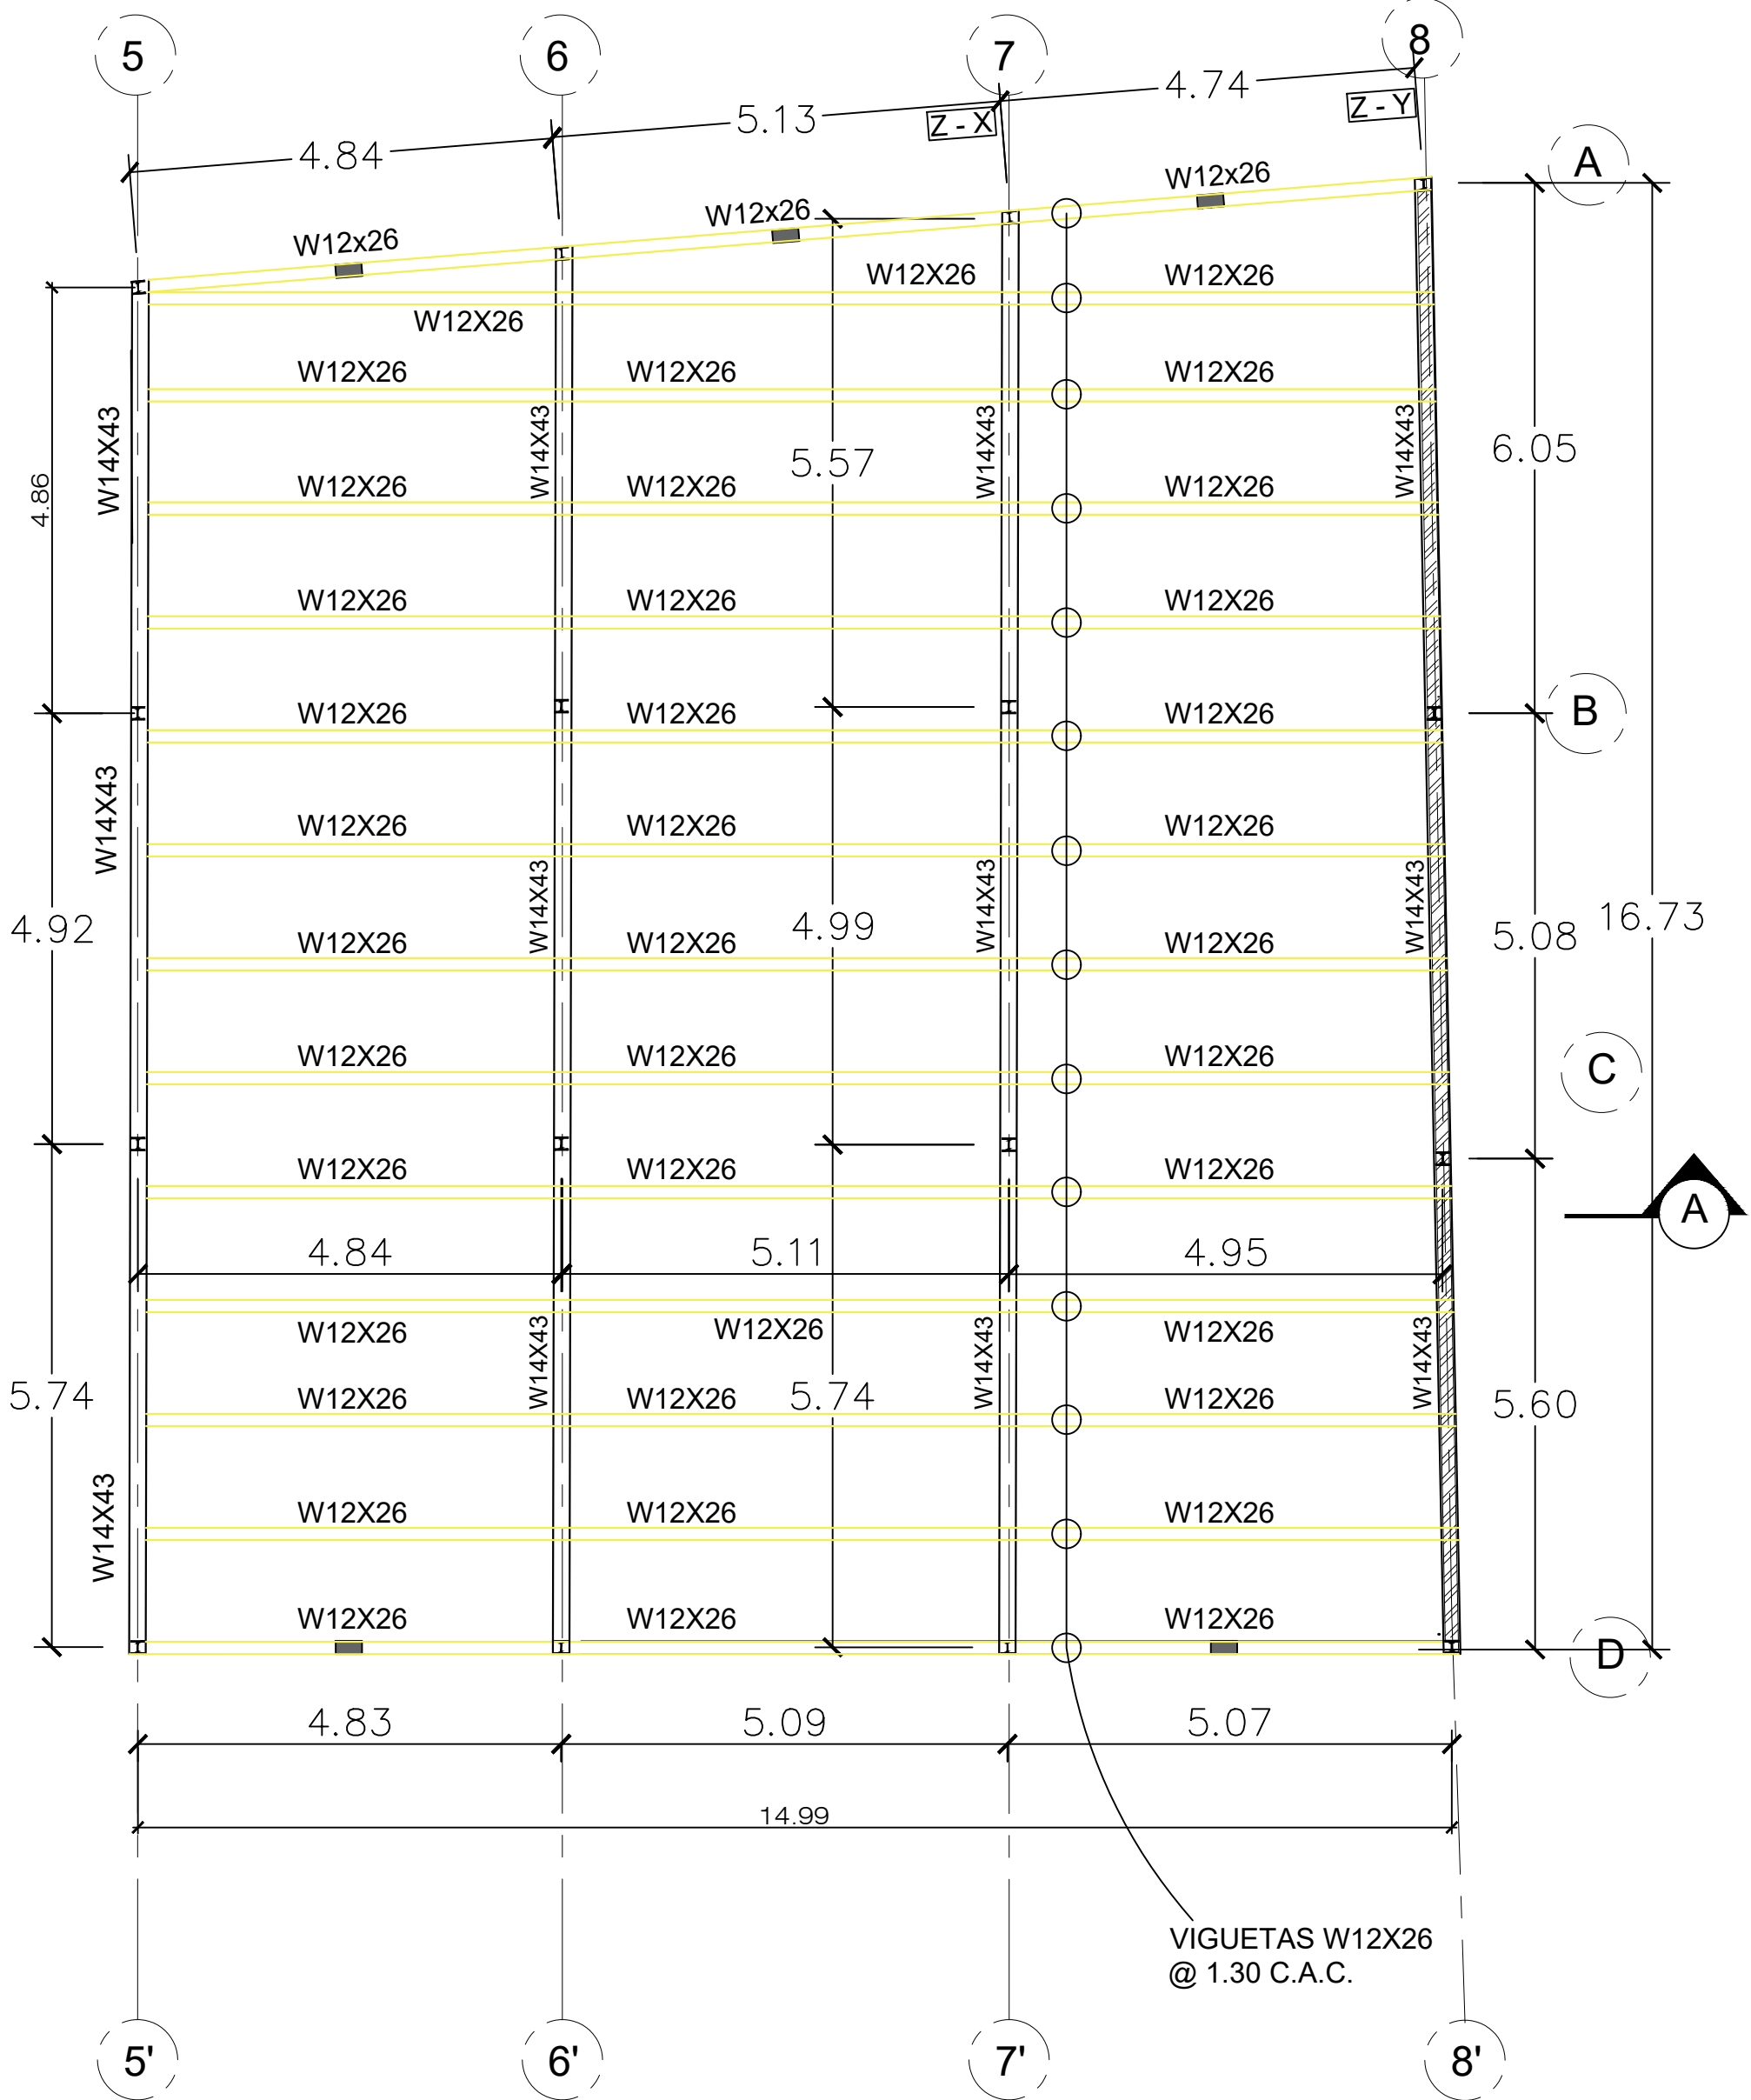 5 6 7 8
4.74
Z - X Z - Y
5.13
4.84
A
W12x26
W12x26
W12x26
W12X26 W12X26
W12X26
W12X26 W12X26 W12X26
W14X43 W14X43 W14X43 W14X43
4.86 5.57 6.05
W12X26 W12X26 W12X26
W12X26 W12X26 W12X26
W12X26 W12X26 W12X26
B
W14X43
W12X26 W12X26 W12X26
W14X43 W14X43 W14X43
4.92 4.99 5.08 16.73
W12X26 W12X26 W12X26
W12X26 W12X26 W12X26
C
W12X26 W12X26 W12X26
A
4.84 5.11 4.95
W12X26 W12X26 W12X26
W14X43 W14X43 W14X43
5.74 5.74 5.60
W12X26 W12X26 W12X26
W14X43
W12X26 W12X26 W12X26
W12X26 W12X26 W12X26
D
4.83 5.09 5.07
14.99
VIGUETAS W12X26
@ 1.30 C.A.C.
5' 6' 7' 8'